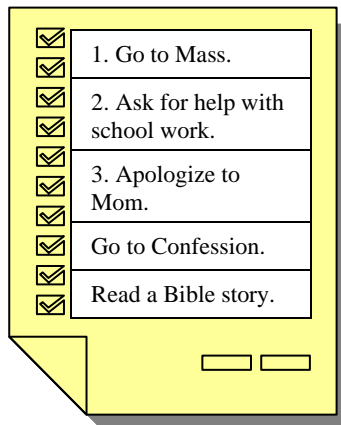 1. Go to Mass.
2. Ask for help with
school work.
3. Apologize to
Mom.
Go to Confession.
Read a Bible story.